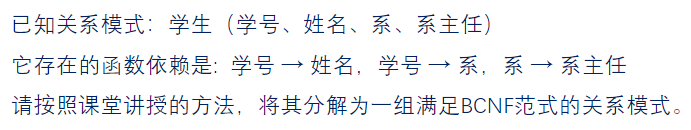 已知关系模式：学生（学号、姓名、系、系主任）
它存在的函数依赖是: 学号 → 姓名，学号 → 系，系 → 系主任
请按照课堂讲授的方法，将其分解为一组满足BCNF范式的关系模式。